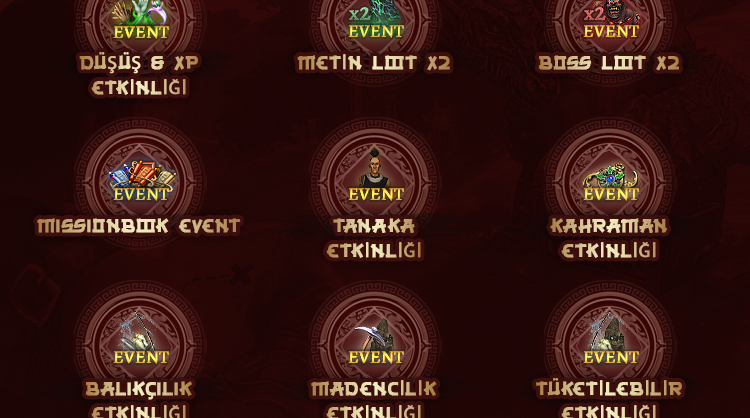 EVENT
x2
EVENT
x2
EVENT
DÜŞÜŞ & XP
ETKİNLİĞİ
METİN LOOT X2
BOSS LOOT X2
EVENT
EVENT
EVENT
MISSIONBOOK EVENT
TANAKA
ETKİNLİĞİ
KAHRAMAN
ETKİNLİĞİ
EVENT
EVENT
EVENT
BALIKÇILIK
ETKİNLİĞİ
MADENCİLİK
ETKİNLİĞİ
TÜKETİLEBİLİR
ETKİNLİĞİ